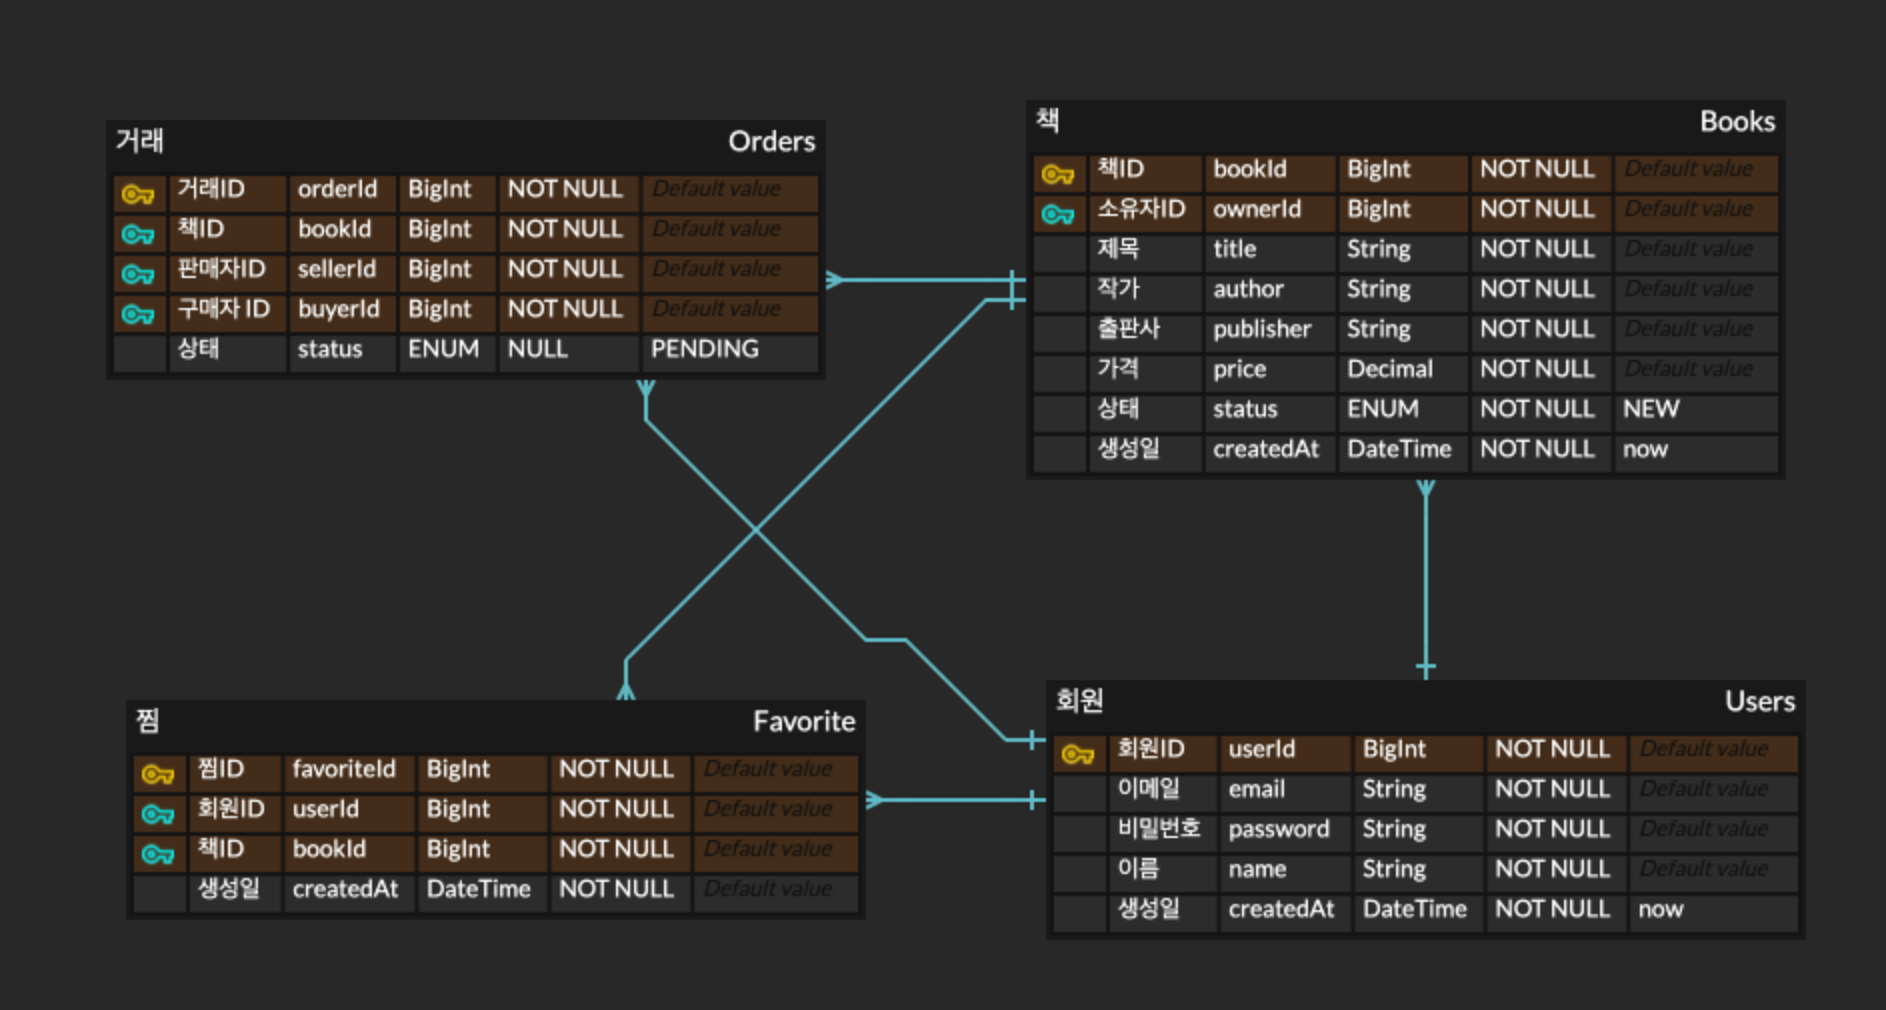 거래 Orders
거래ID orderId BigInt NOT NULL Default value
책ID bookId BigInt NOT NULL Default value
판매자ID sellerId BigInt NOT NULL Default value
구매자 ID buyerId BigInt NOT NULL Default value
상태 status ENUM NULL PENDING
책 Books
책ID bookId BigInt NOT NULL Default value
소유자ID ownerId BigInt NOT NULL Default value
제목 title String NOT NULL Default value
작가 author String NOT NULL Default value
출판사 publisher String NOT NULL Default value
가격 price Decimal NOT NULL Default value
상태 status ENUM NOT NULL NEW
생성일 createdAt DateTime NOT NULL now
찜 Favorite
찜ID favoriteId BigInt NOT NULL Default value
회원ID userId BigInt NOT NULL Default value
책ID bookId BigInt NOT NULL Default value
생성일 createdAt DateTime NOT NULL Default value
회원 Users
회원ID userId BigInt NOT NULL Default value
이메일 email String NOT NULL Default value
비밀번호 password String NOT NULL Default value
이름 name String NOT NULL Default value
생성일 createdAt DateTime NOT NULL now